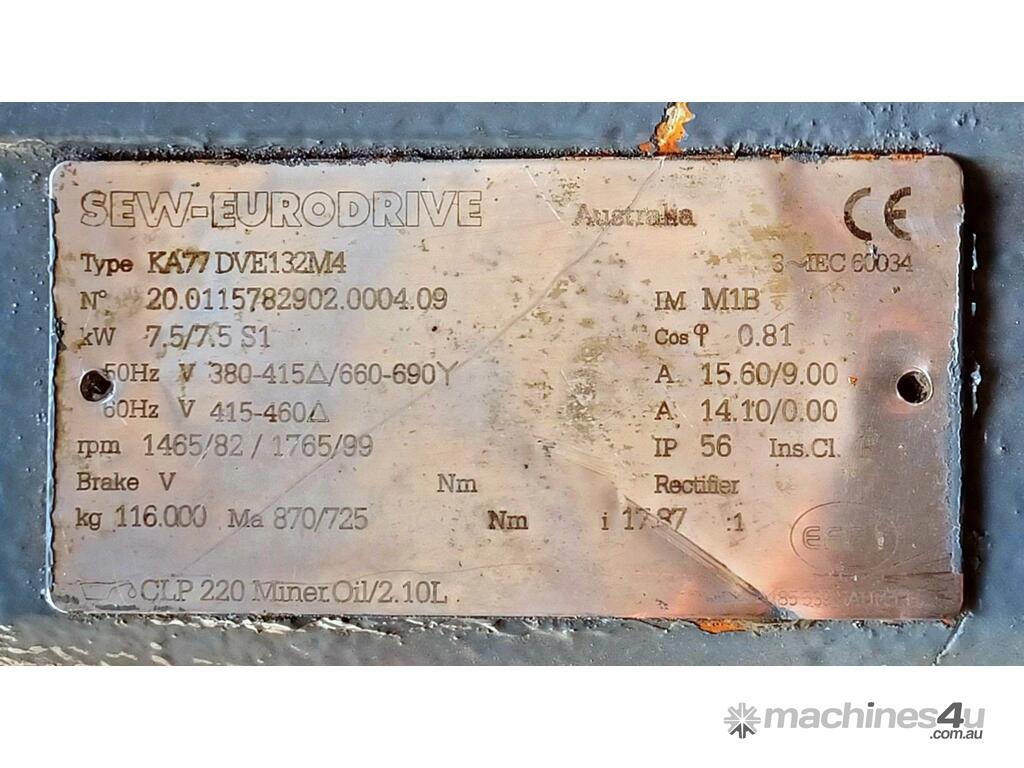 SEW-EURODRIVE Australia CE
Type KA77 DVE132M4 3~IEC 60034
N° 20.0115782902.0004.09 IM M1B
kW 7.5/7.5 S1 Cos φ 0.81
50Hz V 380-415△/660-690Y A 15.60/9.00
60Hz V 415-460△ A 14.10/0.00
rpm 1465/82 / 1765/99 IP 56 Ins.Cl.
Brake V Nm Rectifier
kg 116.000 Ma 870/725 Nm i 17.87 :1
CLP 220 Miner.Oil/2.10L
machines4u
.com.au